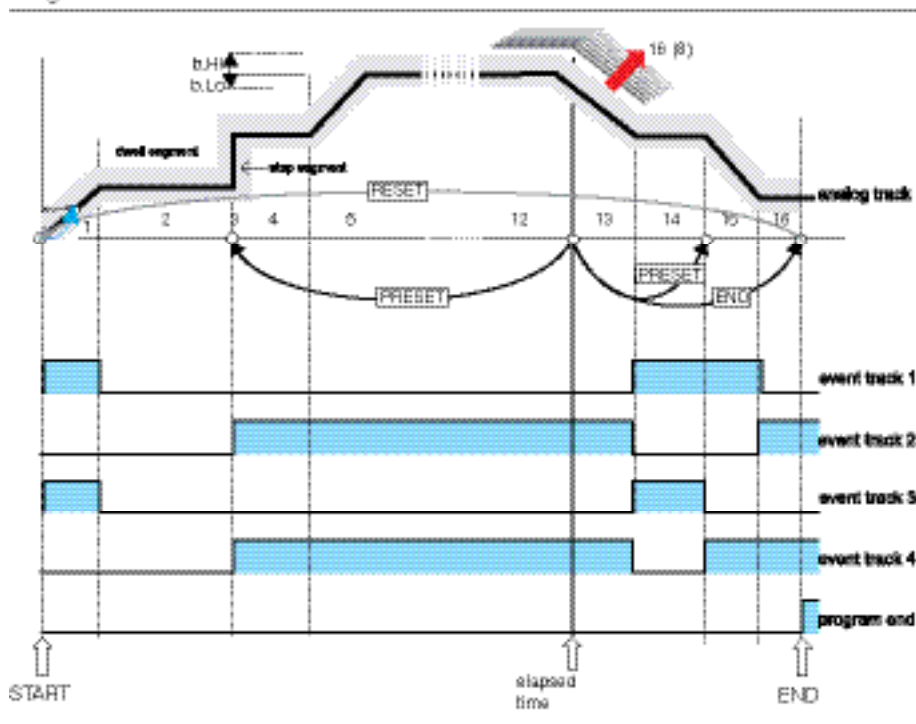 16 (8)
b.Hi
b.Lo
dwell segment
step segment
RESET
analog track
1 2 3 4 5 12 13 14 15 16
PRESET
PRESET
END
event track 1
event track 2
event track 3
event track 4
program end
START
elapsed
time
END